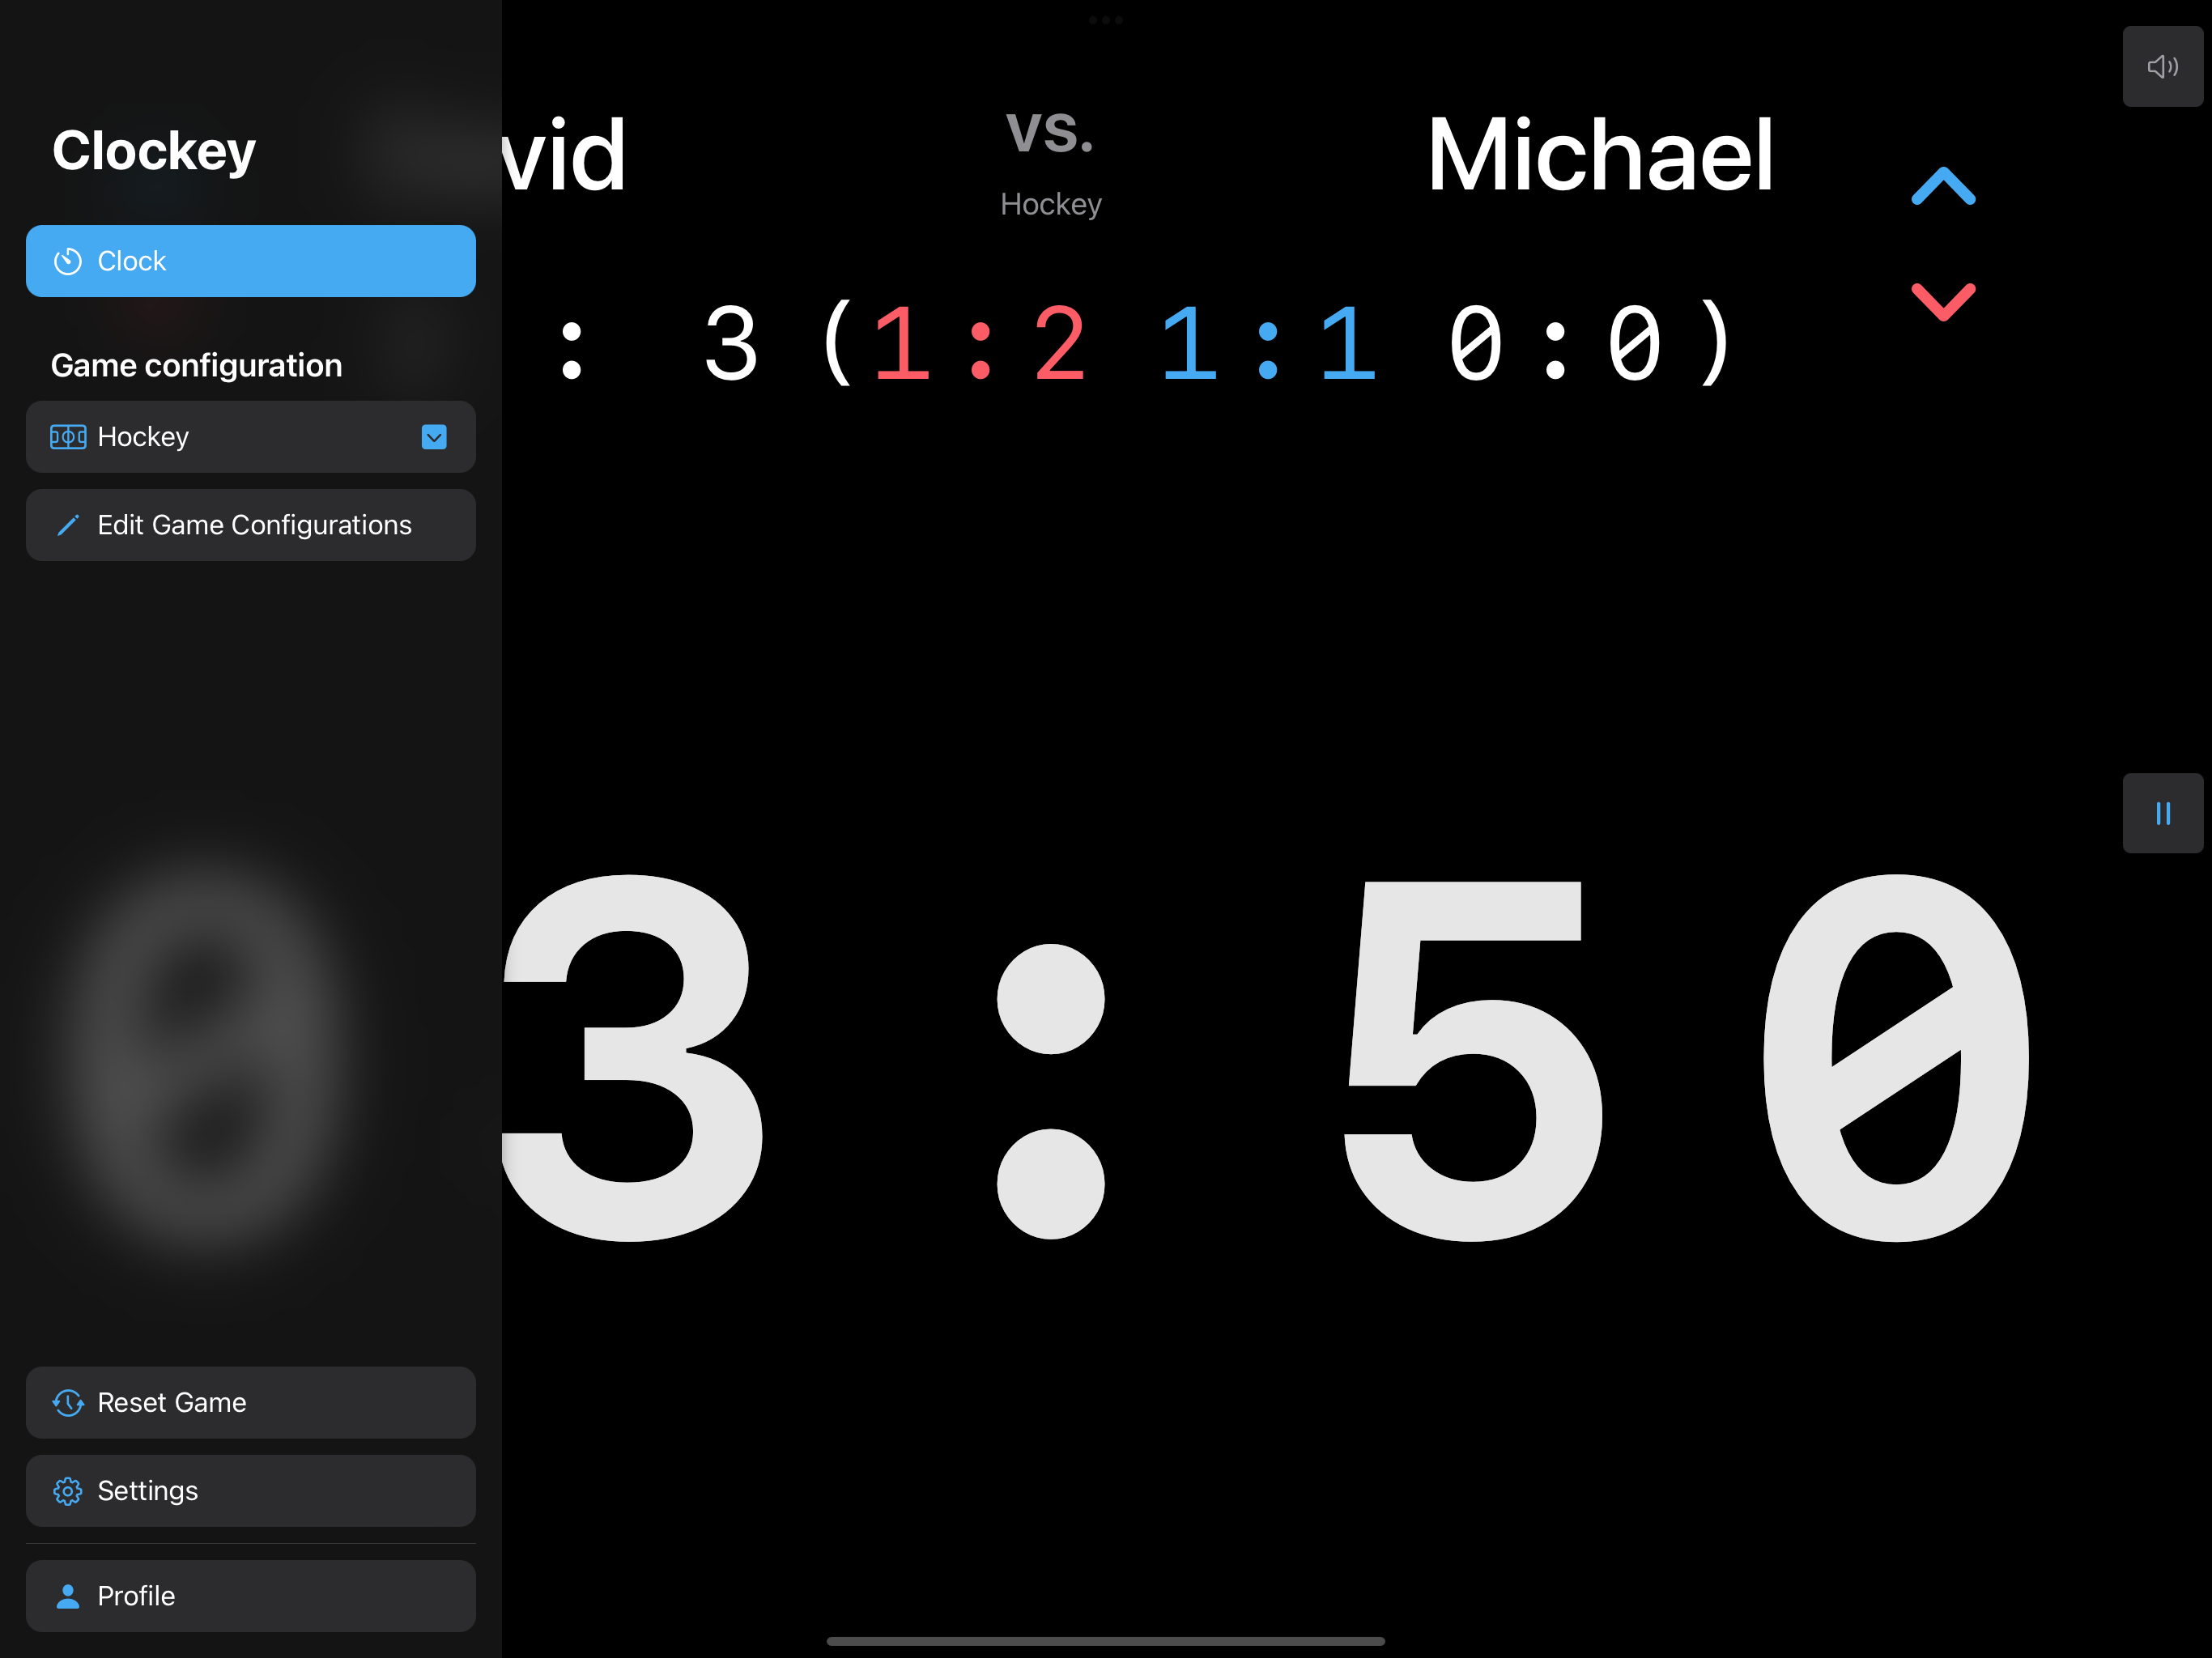 Clockey
Clock
Game configuration
Hockey
Edit Game Configurations
Reset Game
Settings
Profile
vid
vs.
Michael
Hockey
: 3 (1:2 1:1 0:0)
03:50